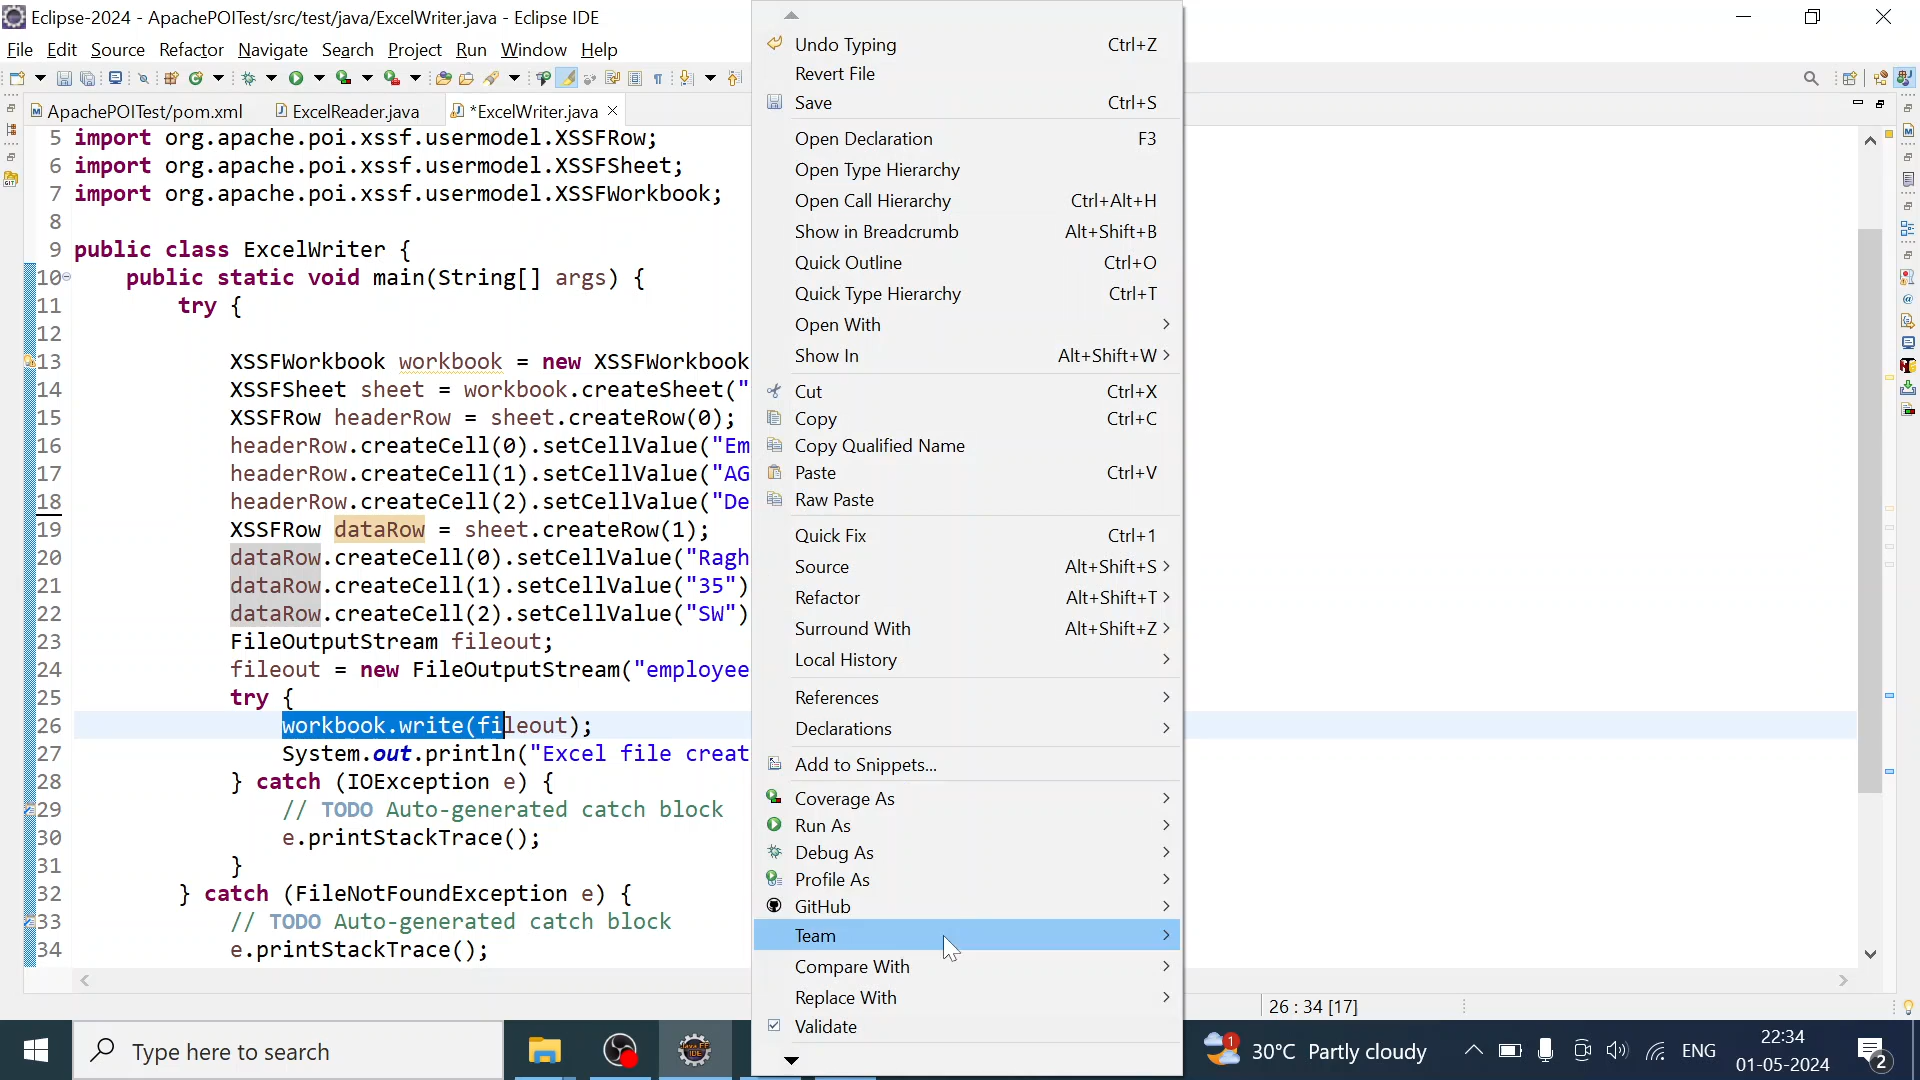 Eclipse-2024 - ApachePOITest/src/test/java/ExcelWriter.java - Eclipse IDE
File Edit Source Refactor Navigate Search Project Run Window Help
ApachePOITest/pom.xml ExcelReader.java *ExcelWriter.java
5 import org.apache.poi.xssf.usermodel.XSSFRow;
6 import org.apache.poi.xssf.usermodel.XSSFSheet;
7 import org.apache.poi.xssf.usermodel.XSSFWorkbook;
8
9 public class ExcelWriter {
10 public static void main(String[] args) {
11 try {
12
13 XSSFWorkbook workbook = new XSSFWorkbook
14 XSSFSheet sheet = workbook.createSheet("
15 XSSFRow headerRow = sheet.createRow(0);
16 headerRow.createCell(0).setCellValue("Em
17 headerRow.createCell(1).setCellValue("AG
18 headerRow.createCell(2).setCellValue("De
19 XSSFRow dataRow = sheet.createRow(1);
20 dataRow.createCell(0).setCellValue("Ragh
21 dataRow.createCell(1).setCellValue("35")
22 dataRow.createCell(2).setCellValue("SW")
23 FileOutputStream fileout;
24 fileout = new FileOutputStream("employee
25 try {
26 workbook.write(fileout);
27 System.out.println("Excel file creat
28 } catch (IOException e) {
29 // TODO Auto-generated catch block
30 e.printStackTrace();
31 }
32 } catch (FileNotFoundException e) {
33 // TODO Auto-generated catch block
34 e.printStackTrace();
Undo Typing Ctrl+Z
Revert File
Save Ctrl+S
Open Declaration F3
Open Type Hierarchy
Open Call Hierarchy Ctrl+Alt+H
Show in Breadcrumb Alt+Shift+B
Quick Outline Ctrl+O
Quick Type Hierarchy Ctrl+T
Open With
Show In Alt+Shift+W
Cut Ctrl+X
Copy Ctrl+C
Copy Qualified Name
Paste Ctrl+V
Raw Paste
Quick Fix Ctrl+1
Source Alt+Shift+S
Refactor Alt+Shift+T
Surround With Alt+Shift+Z
Local History
References
Declarations
Add to Snippets...
Coverage As
Run As
Debug As
Profile As
GitHub
Team
Compare With
Replace With
Validate
26 : 34 [17]
Type here to search
1
30°C Partly cloudy
ENG
22:34
01-05-2024
2